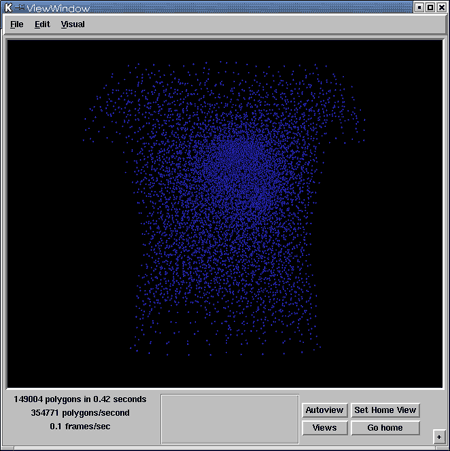 K ViewWindow
File Edit Visual
149004 polygons in 0.42 seconds
354771 polygons/second
0.1 frames/sec
Autoview Set Home View
Views Go home
+